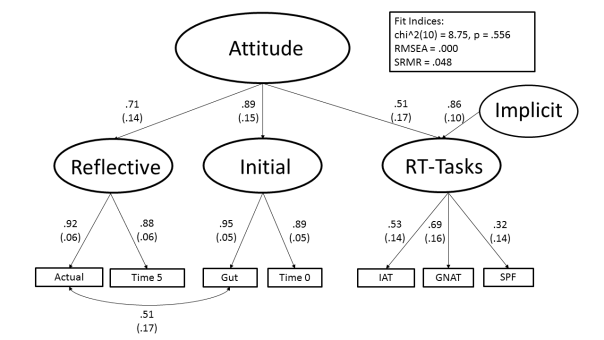 Attitude
Fit Indices:
chi^2(10) = 8.75, p = .556
RMSEA = .000
SRMR = .048
.71
(.14)
.89
(.15)
.51
(.17)
.86
(.10)
Implicit
Reflective
Initial
RT-Tasks
.92
(.06)
.88
(.06)
.95
(.05)
.89
(.05)
.53
(.14)
.69
(.16)
.32
(.14)
Actual
Time 5
Gut
Time 0
IAT
GNAT
SPF
.51
(.17)